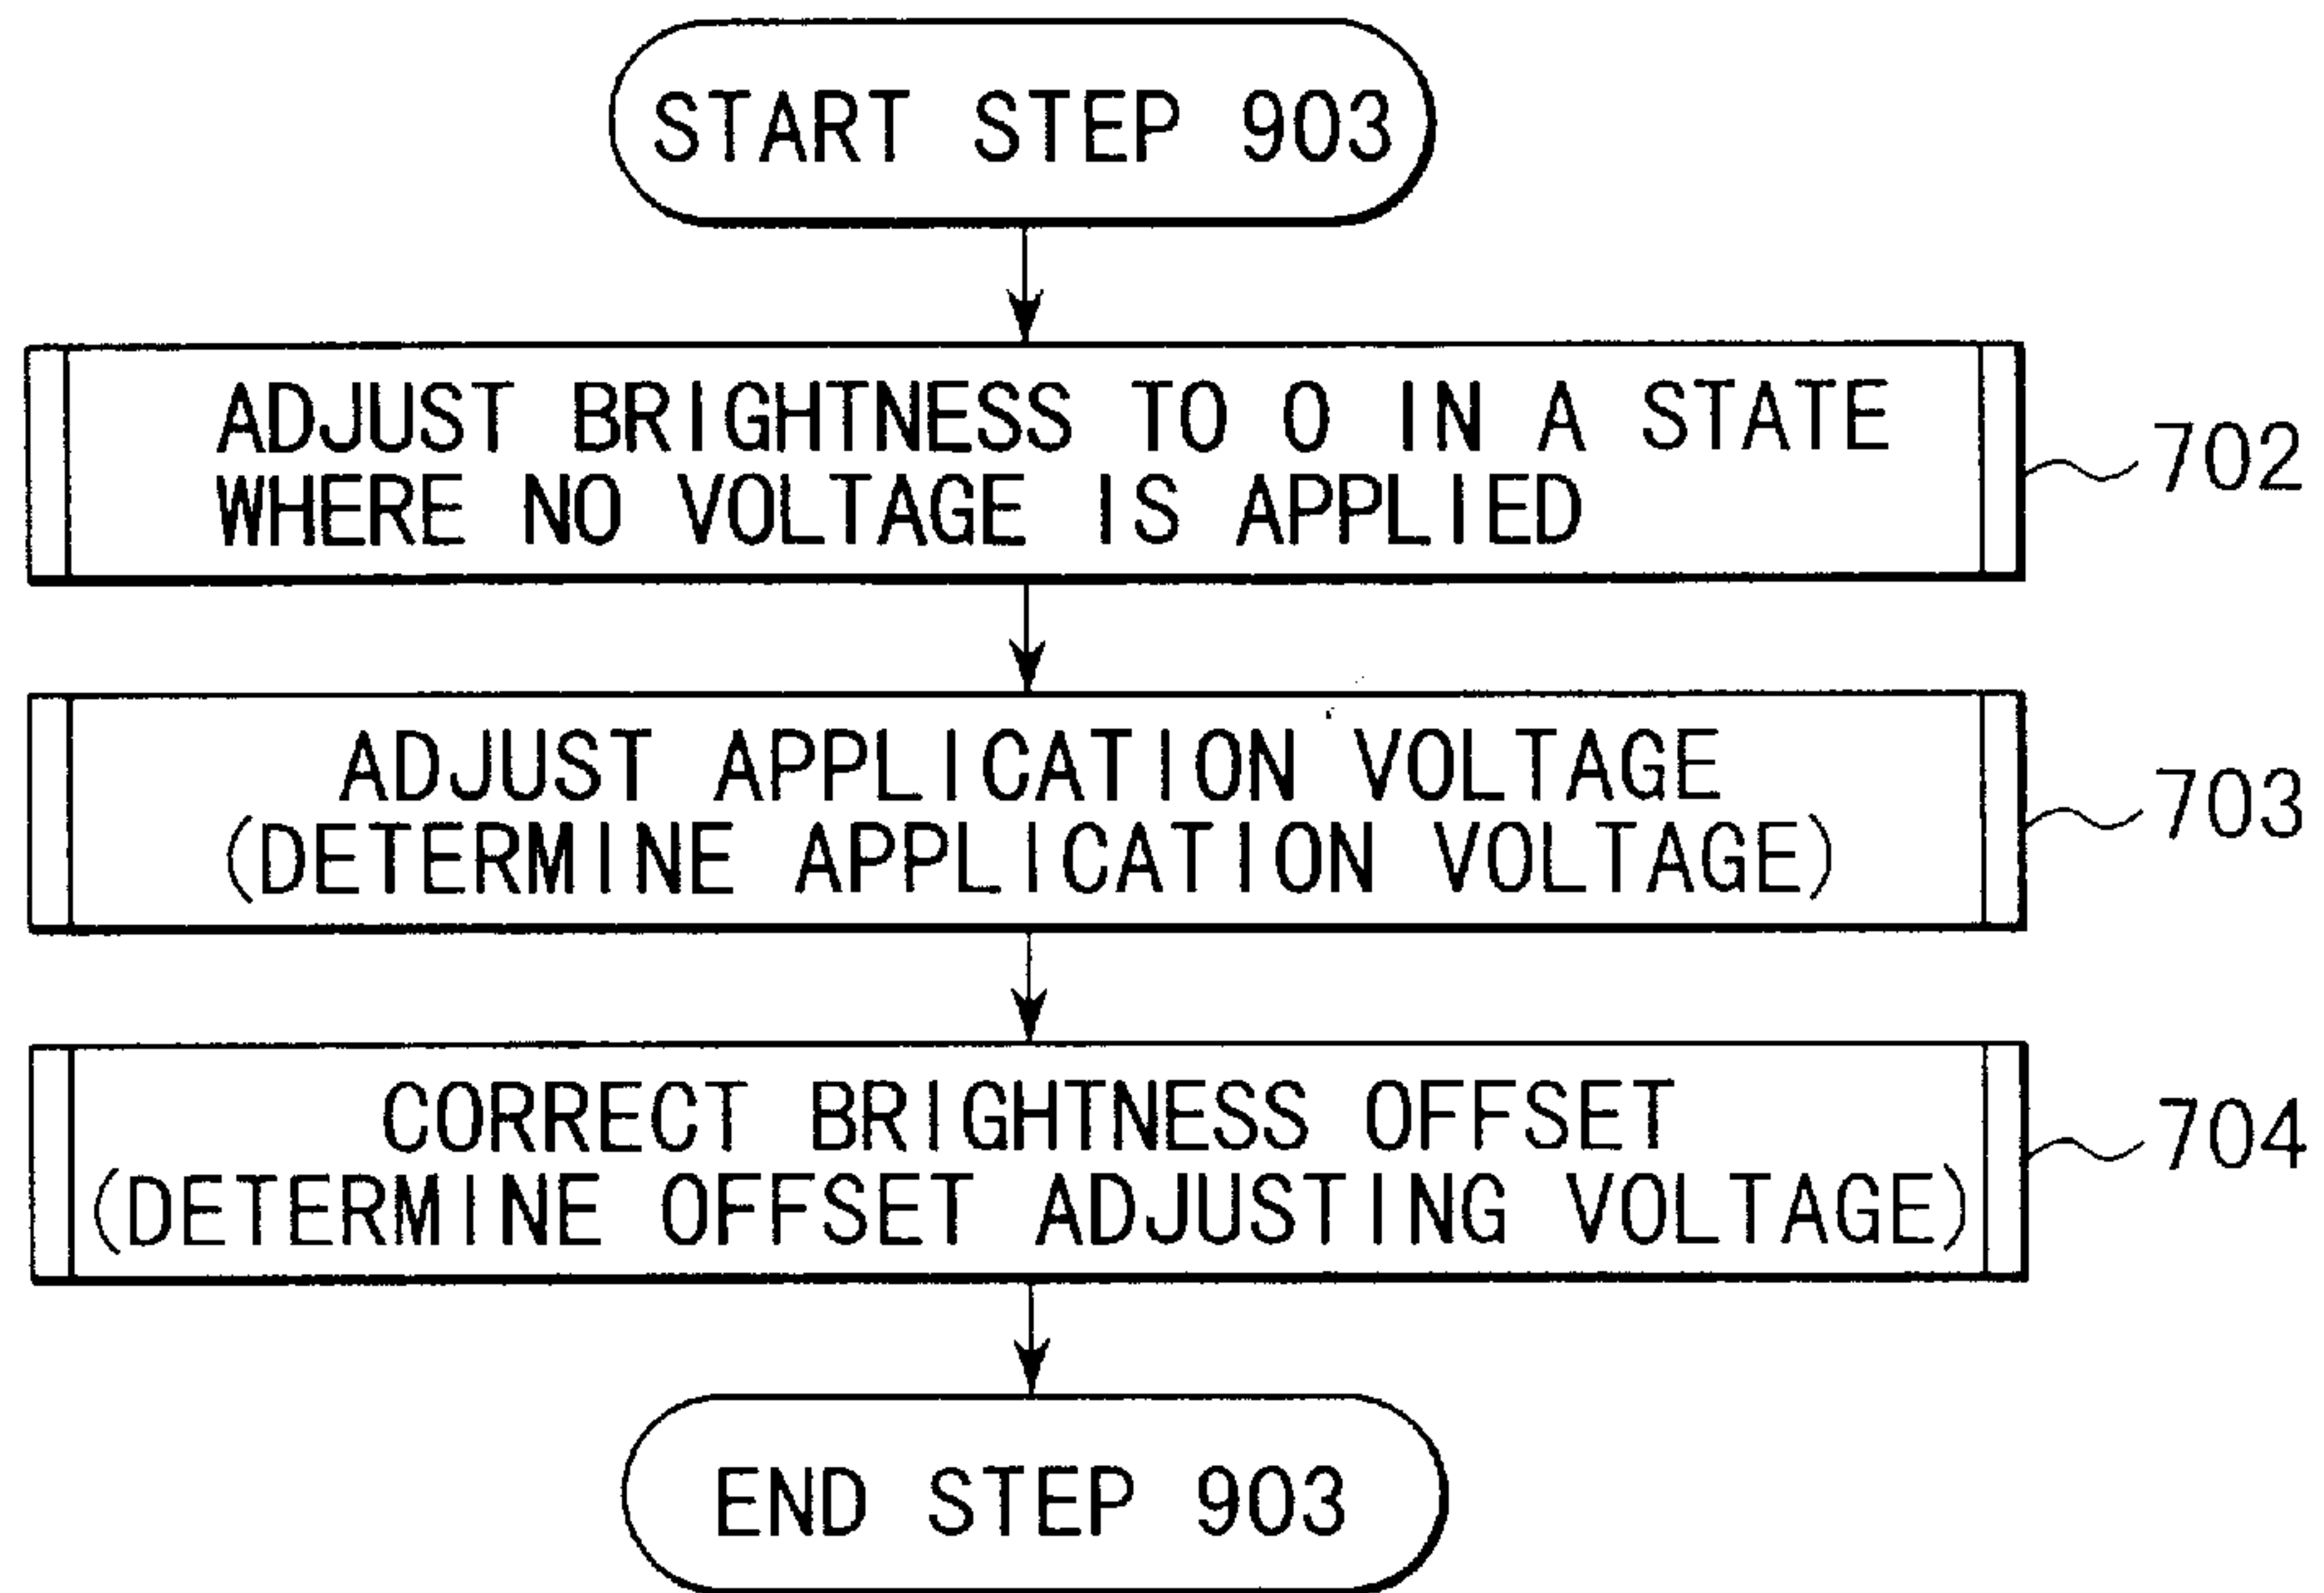 START STEP 903
ADJUST BRIGHTNESS TO 0 IN A STATE
WHERE NO VOLTAGE IS APPLIED
702
ADJUST APPLICATION VOLTAGE
(DETERMINE APPLICATION VOLTAGE)
703
CORRECT BRIGHTNESS OFFSET
(DETERMINE OFFSET ADJUSTING VOLTAGE)
704
END STEP 903